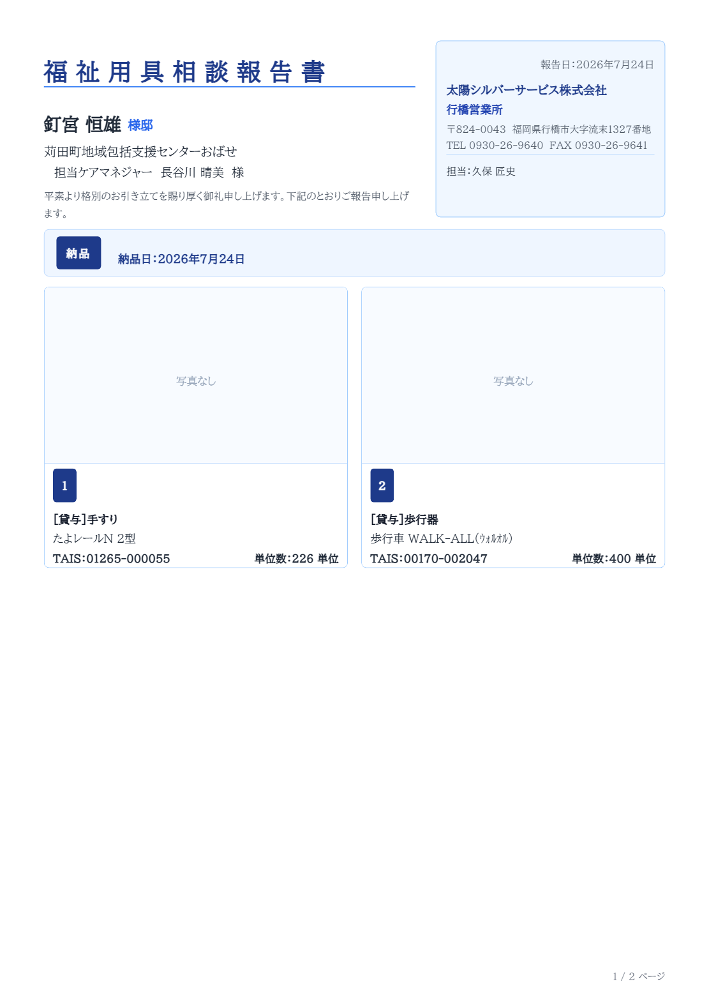 福祉用具相談報告書
釘宮 恒雄 様邸
苅田町地域包括支援センターおばせ
担当ケアマネジャー 長谷川 晴美 様
平素より格別のお引き立てを賜り厚く御礼申し上げます。下記のとおりご報告申し上げ
ます。
報告日:2026年7月24日
太陽シルバーサービス株式会社
行橋営業所
〒824-0043 福岡県行橋市大字流末1327番地
TEL 0930-26-9640 FAX 0930-26-9641
担当:久保 匠史
納品
納品日:2026年7月24日
写真なし
1
[貸与]手すり
たよレールN 2型
TAIS:01265-000055 単位数:226 単位
写真なし
2
[貸与]歩行器
歩行車 WALK-ALL(ｳｫﾙｵﾙ)
TAIS:00170-002047 単位数:400 単位
1 / 2 ページ